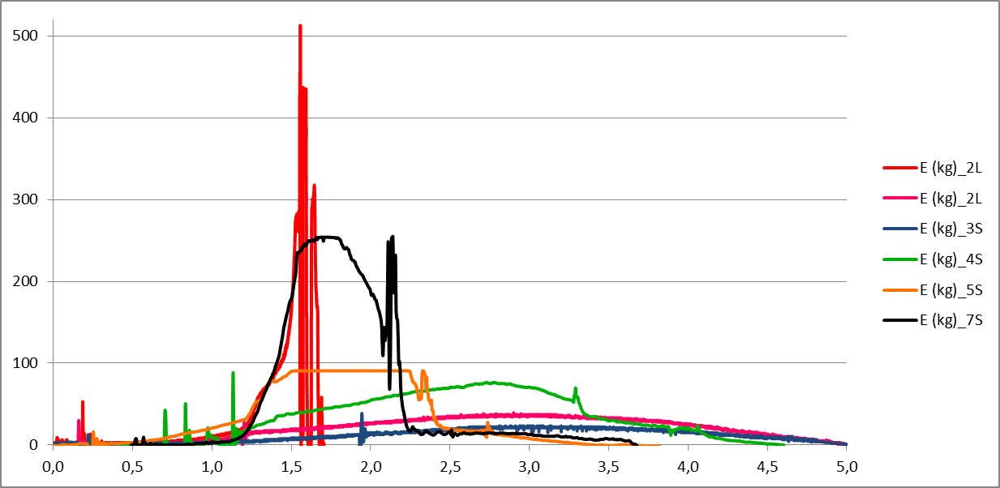 500
400
300
200
100
0
0,0 0,5 1,0 1,5 2,0 2,5 3,0 3,5 4,0 4,5 5,0
E (kg)_2L
E (kg)_2L
E (kg)_3S
E (kg)_4S
E (kg)_5S
E (kg)_7S